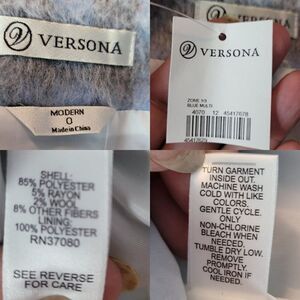 VERSONA
MODERN
0
Made in China
VERSONA
ZONE Y3
BLUE MULTI
4070 12 45417678
SHELL:
85% POLYESTER
5% RAYON
2% WOOL
8% OTHER FIBERS
LINING:
100% POLYESTER
RN37080
SEE REVERSE
FOR CARE
TURN GARMENT
INSIDE OUT.
MACHINE WASH
COLD WITH LIKE
COLORS.
GENTLE CYCLE.
ONLY
NON-CHLORINE
BLEACH WHEN
NEEDED.
TUMBLE DRY LOW.
REMOVE
PROMPTLY.
COOL IRON IF
NEEDED.